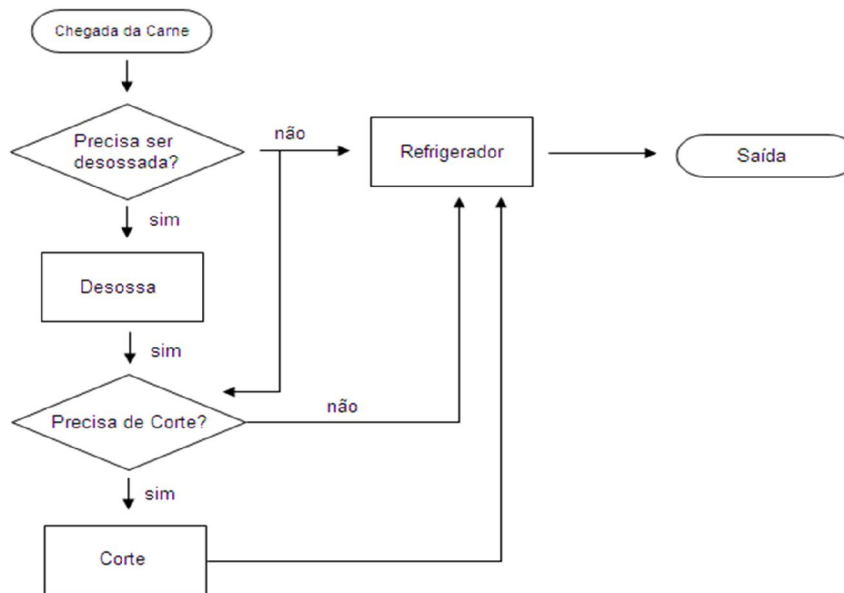 Chegada da Carne
Precisa ser
desossada?
não
Refrigerador
Saída
sim
Desossa
sim
Precisa de Corte?
não
sim
Corte